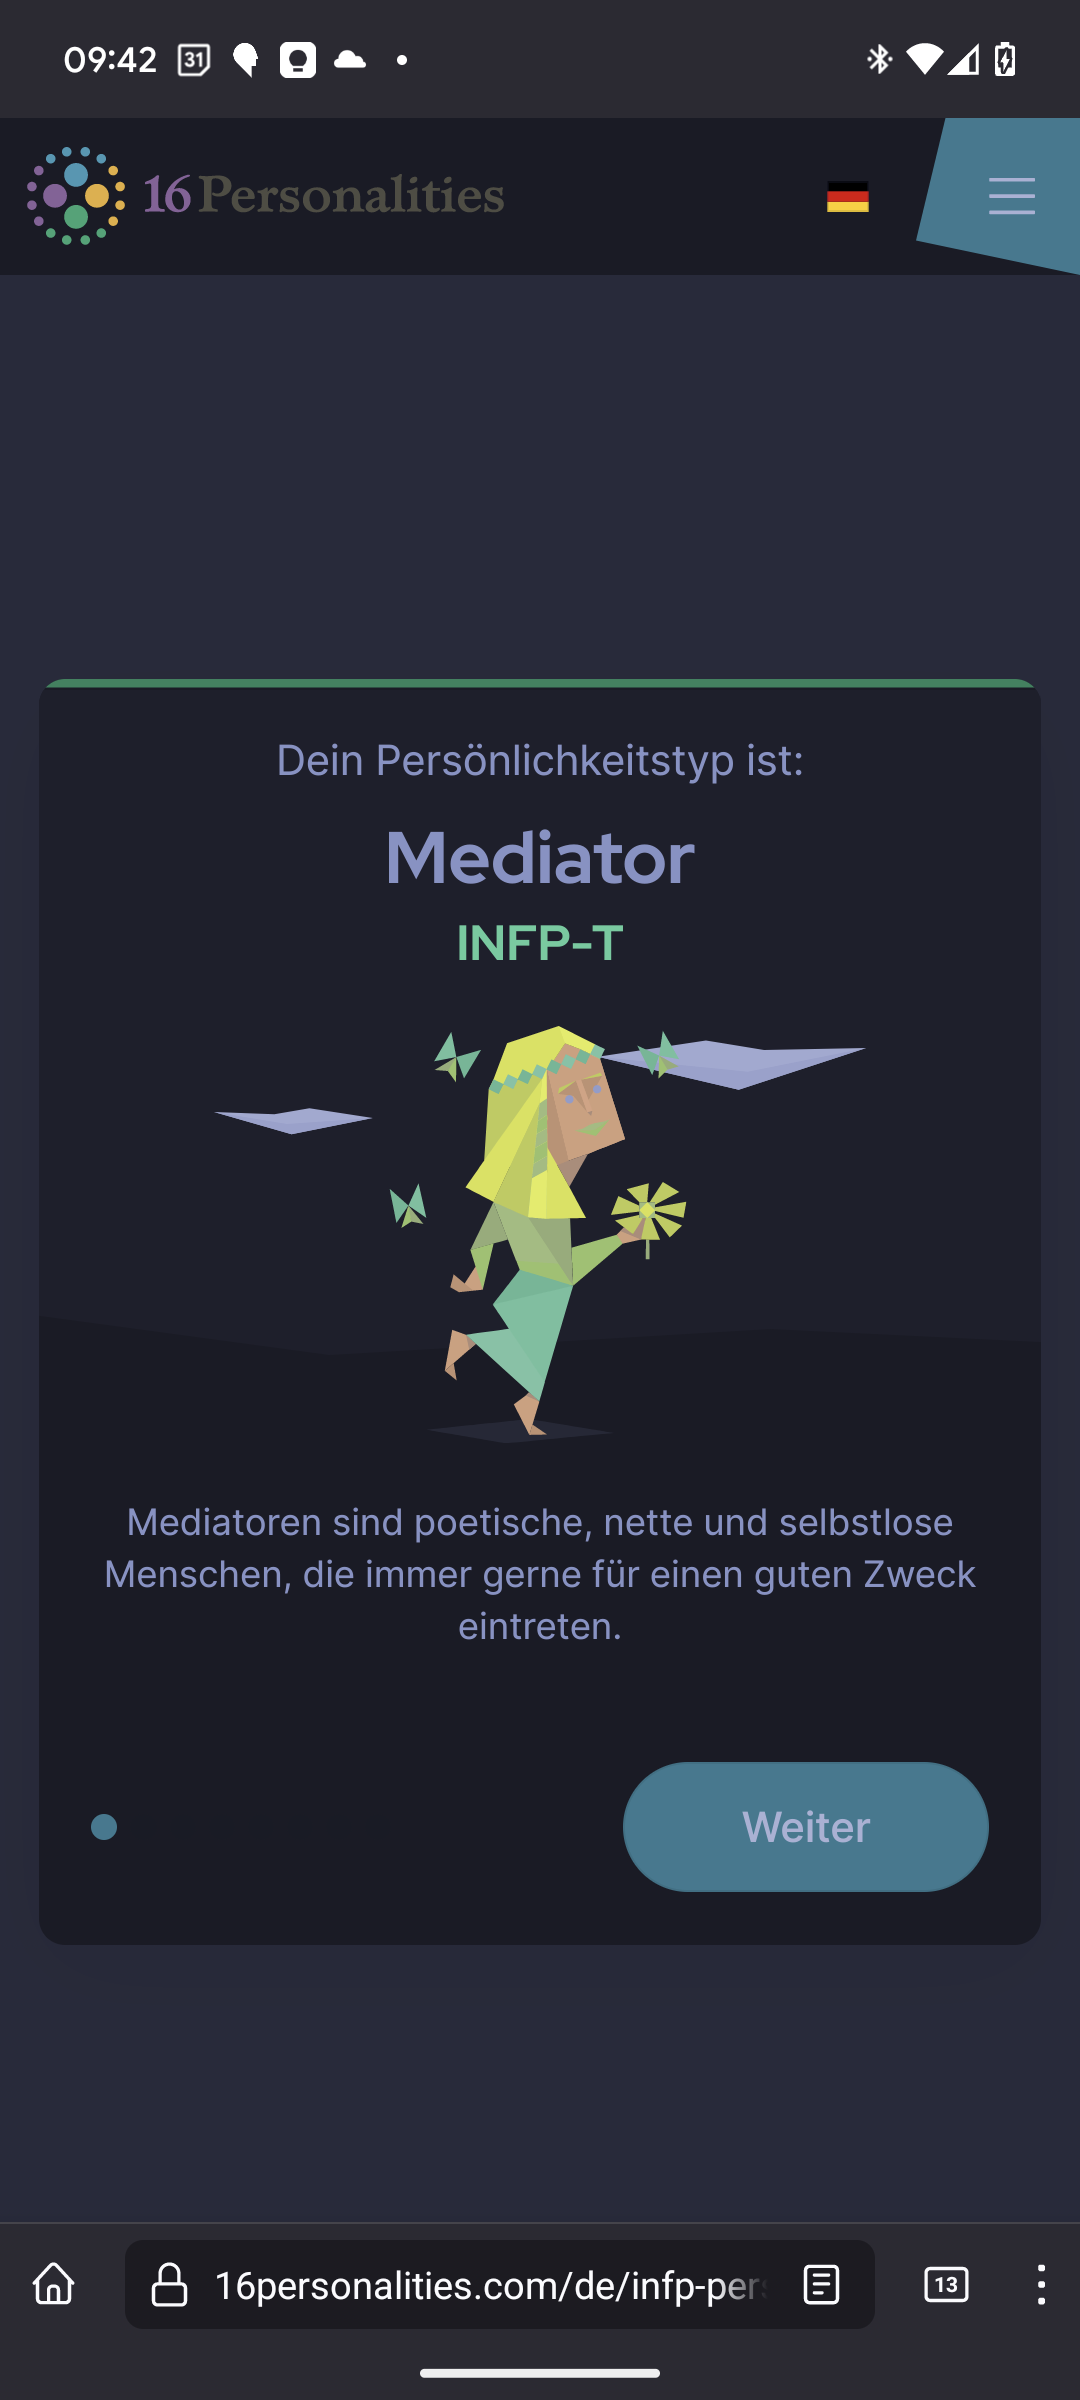 09:42
31
16Personalities
Dein Persönlichkeitstyp ist:
Mediator
INFP-T
Mediatoren sind poetische, nette und selbstlose
Menschen, die immer gerne für einen guten Zweck
eintreten.
Weiter
16personalities.com/de/infp-per
13